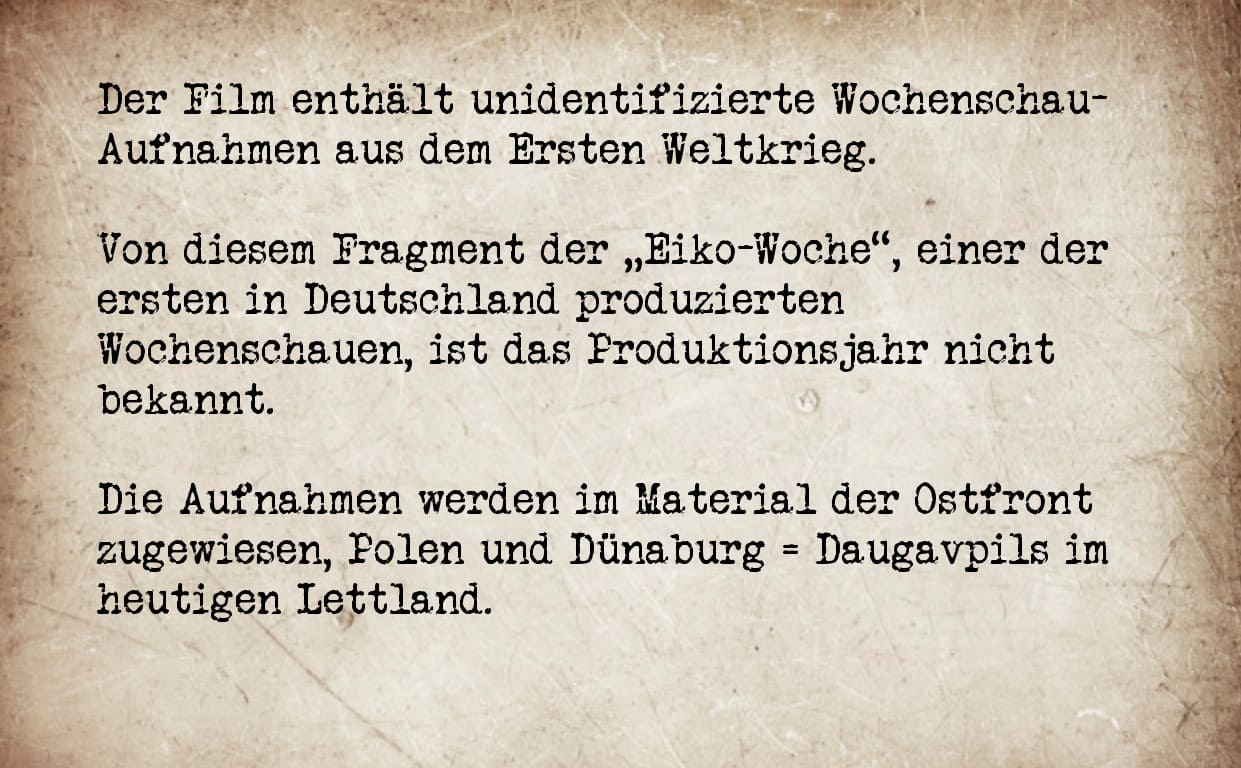 Der Film enthält unidentifizierte Wochenschau-
Aufnahmen aus dem Ersten Weltkrieg.
Von diesem Fragment der „Eiko-Woche“, einer der
ersten in Deutschland produzierten
Wochenschauen, ist das Produktionsjahr nicht
bekannt.
Die Aufnahmen werden im Material der Ostfront
zugewiesen, Polen und Dünaburg = Daugavpils im
heutigen Lettland.